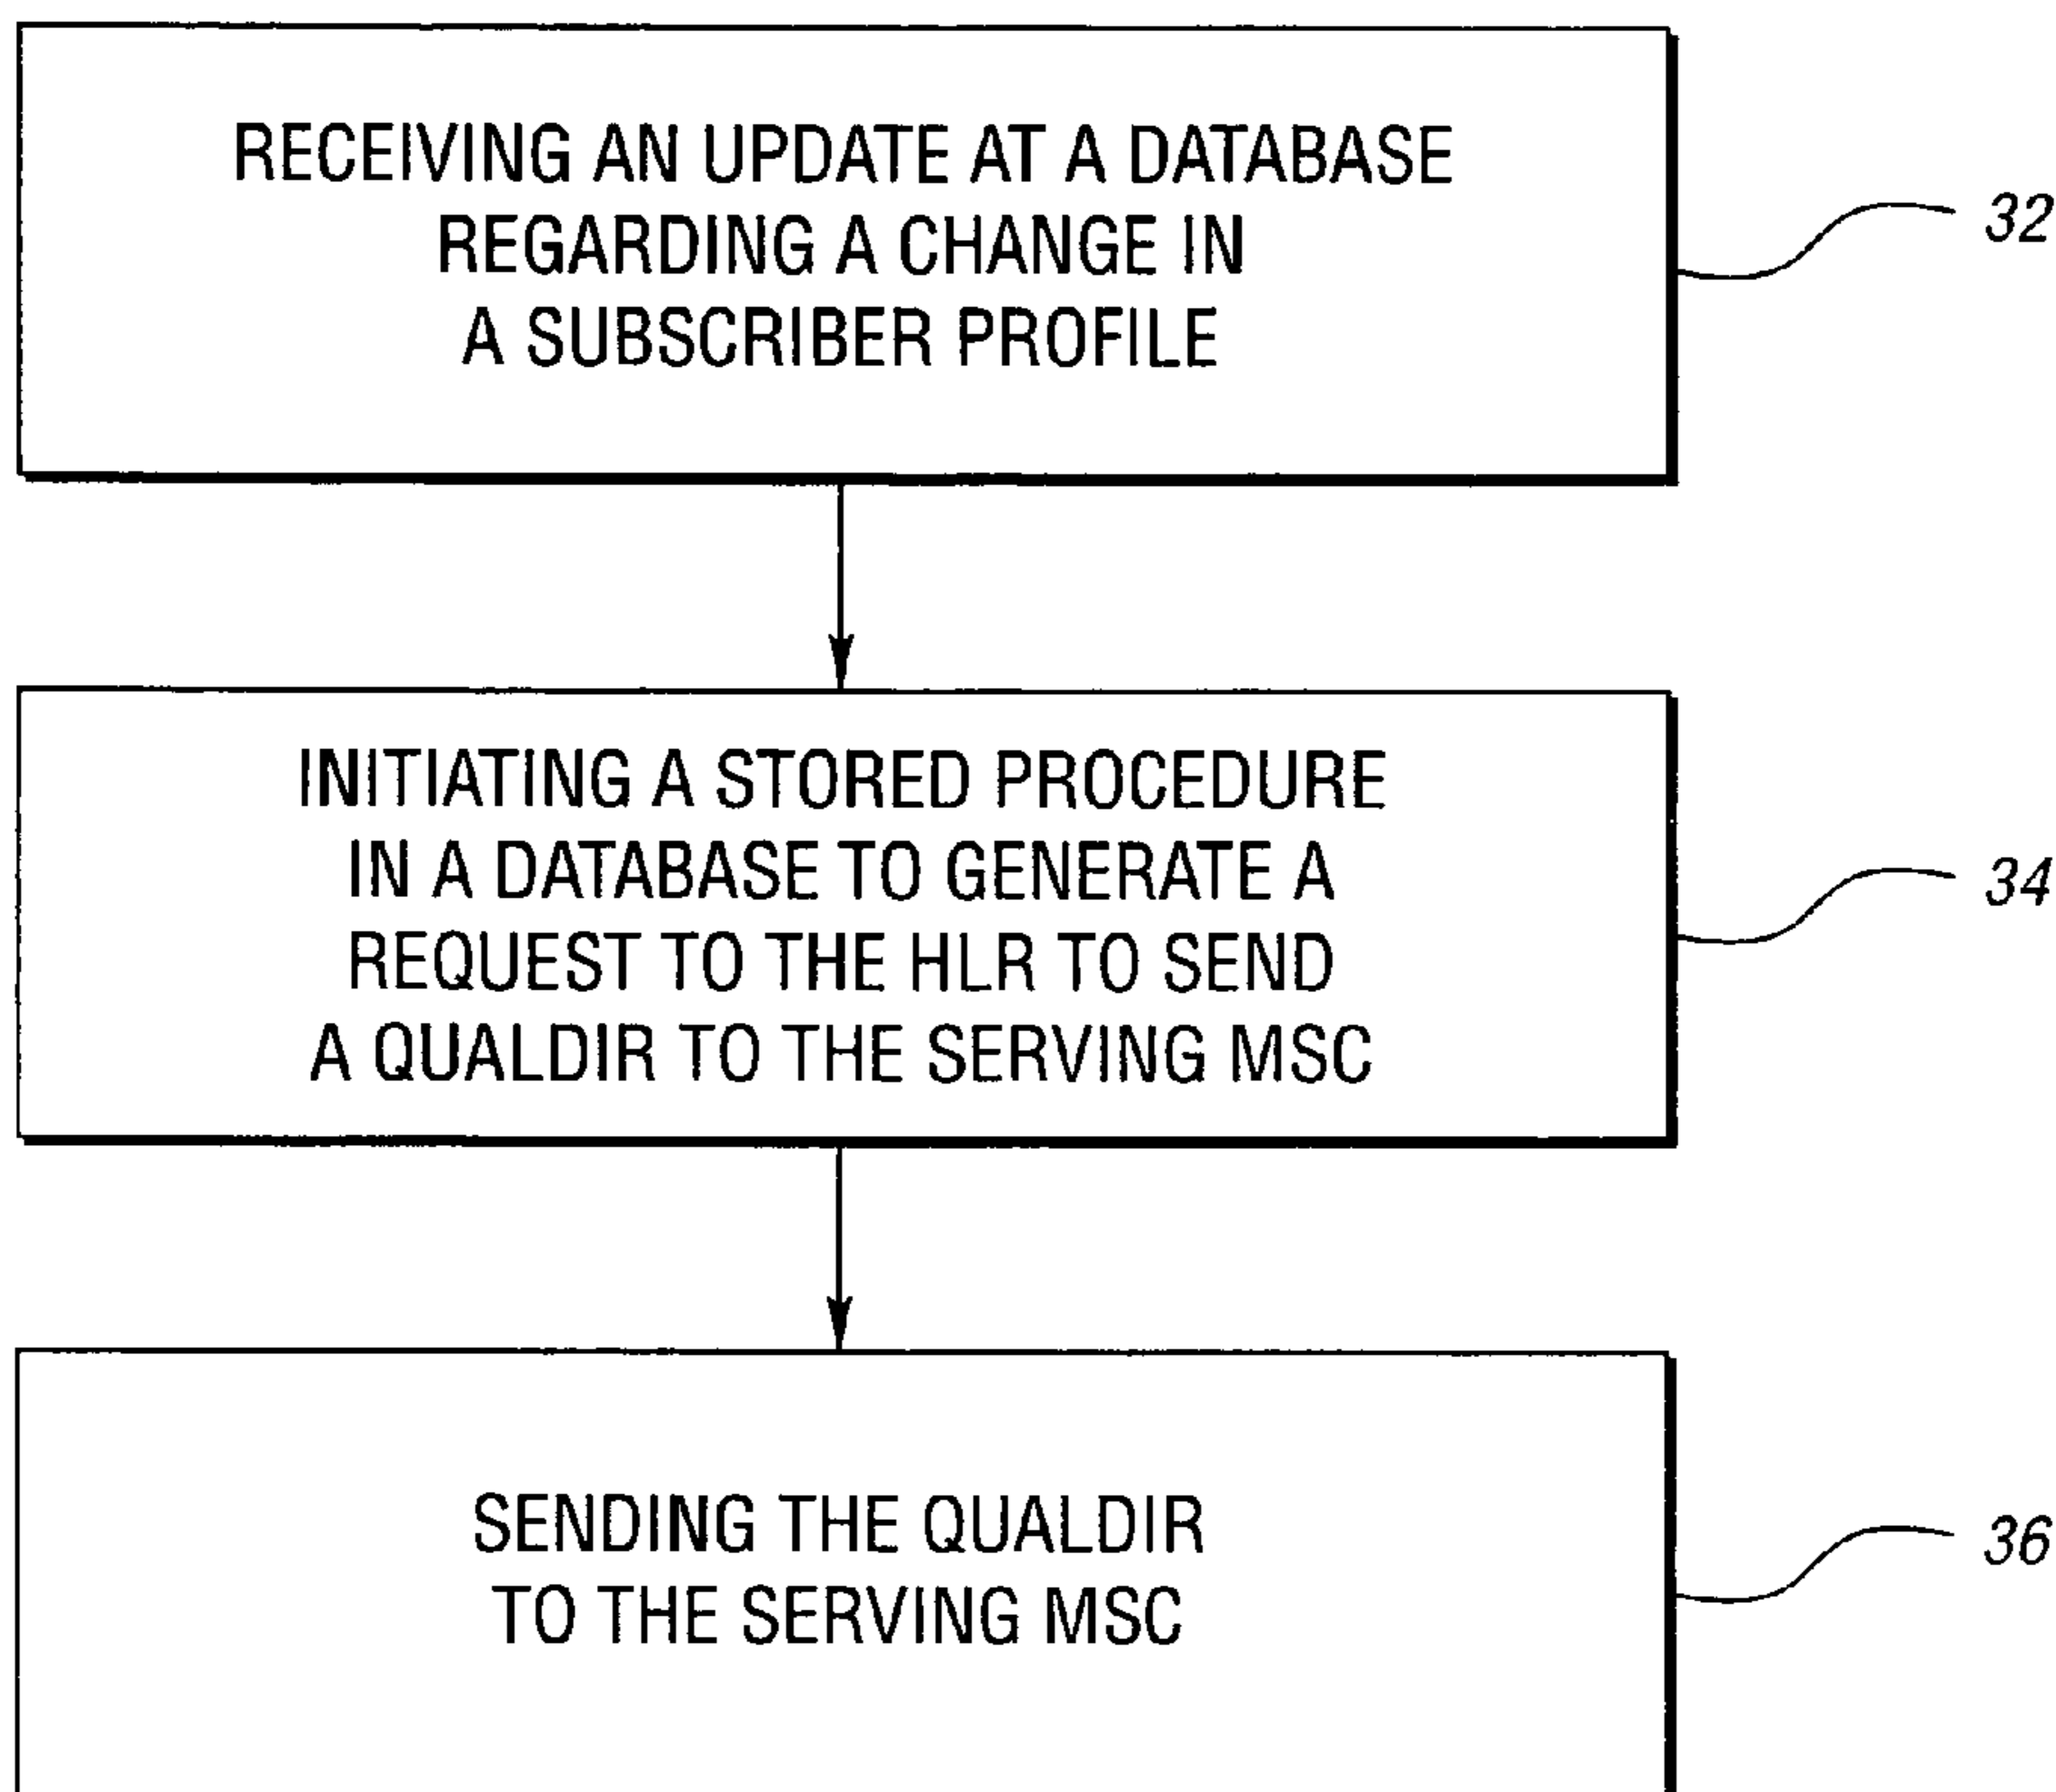 RECEIVING AN UPDATE AT A DATABASE
REGARDING A CHANGE IN
A SUBSCRIBER PROFILE
32
INITIATING A STORED PROCEDURE
IN A DATABASE TO GENERATE A
REQUEST TO THE HLR TO SEND
A QUALDIR TO THE SERVING MSC
34
SENDING THE QUALDIR
TO THE SERVING MSC
36